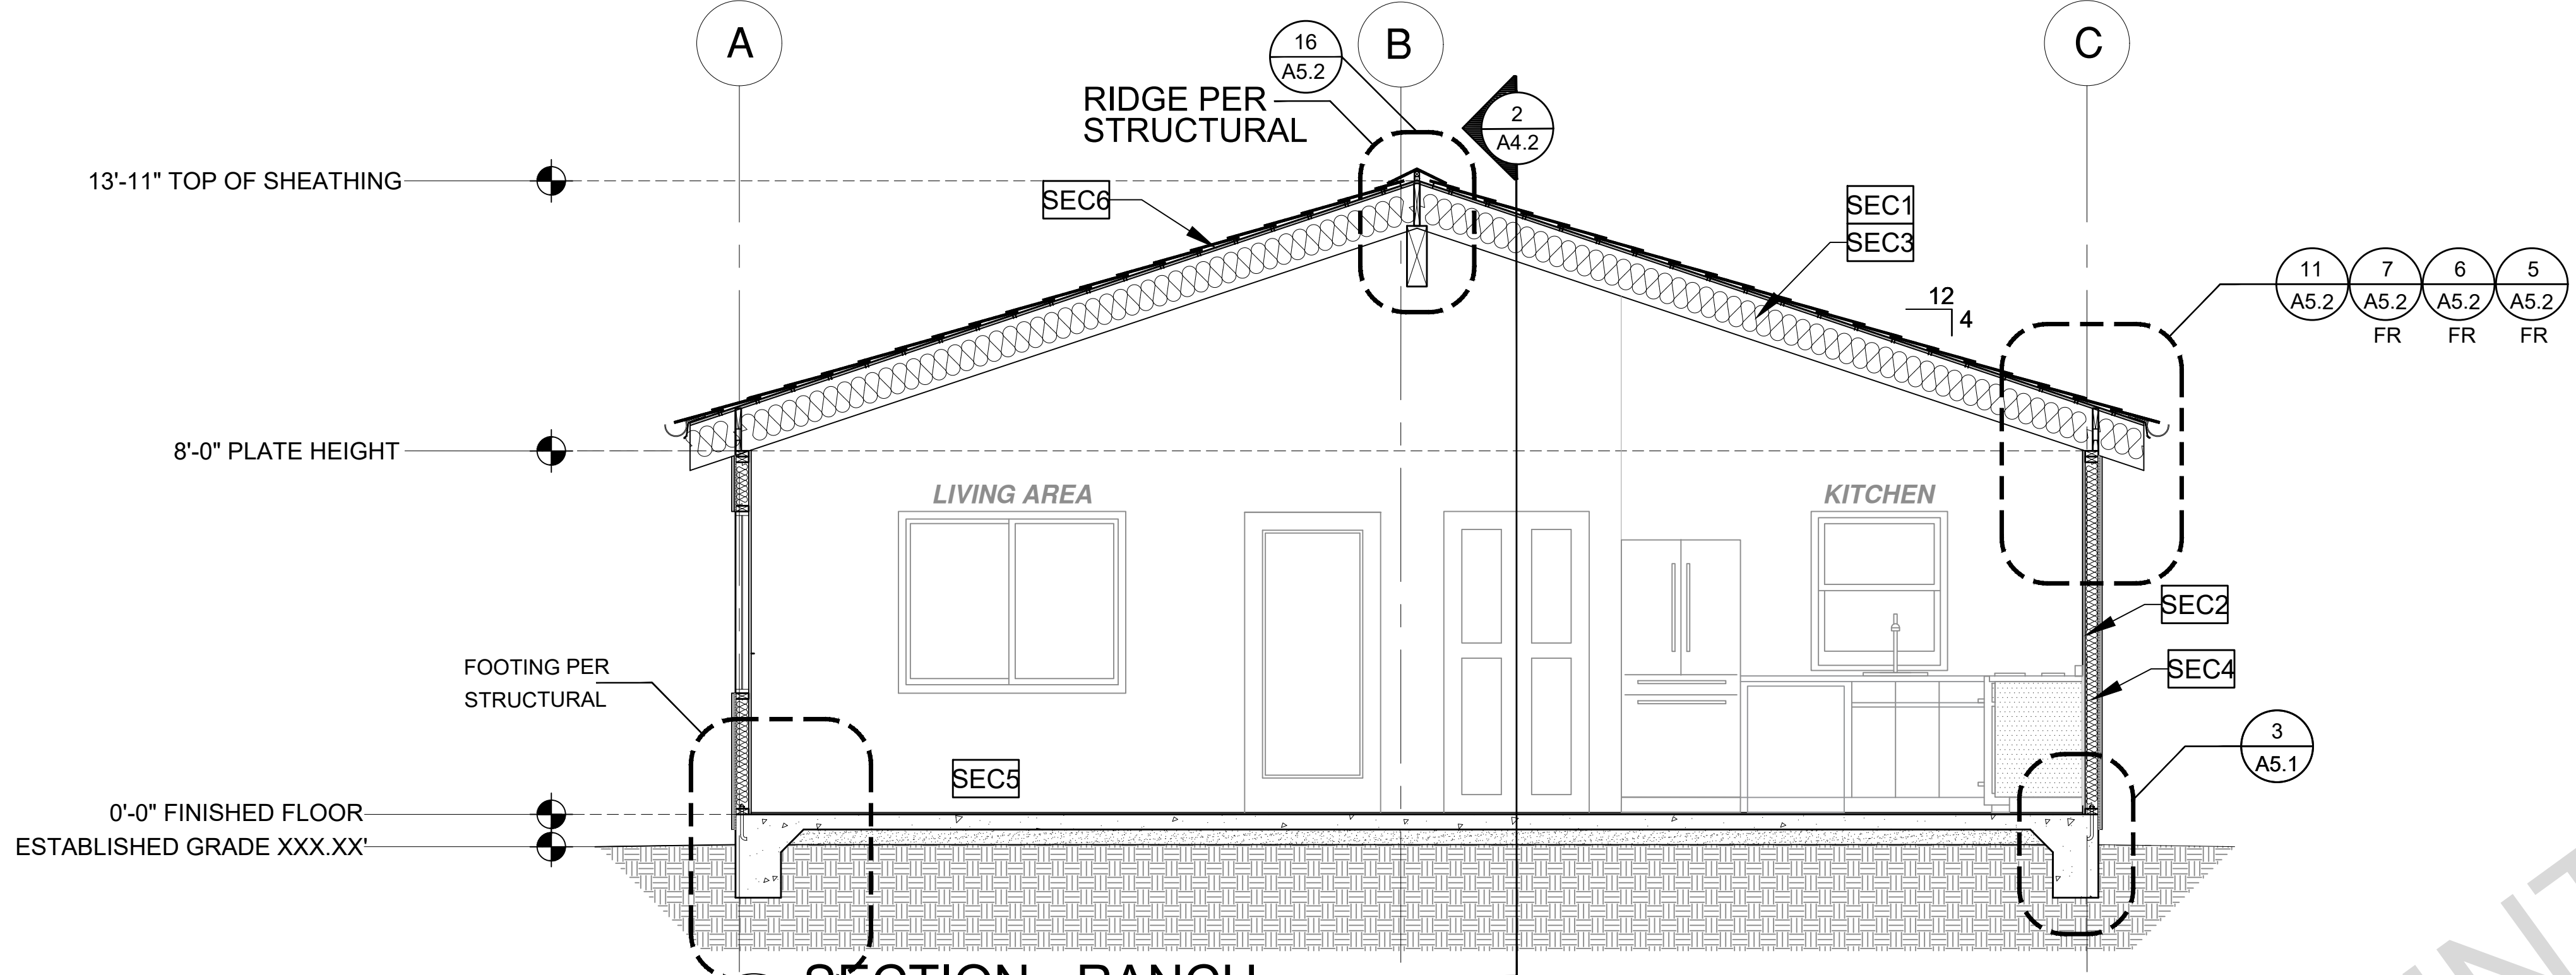 A
B
C
16
A5.2
RIDGE PER
STRUCTURAL
2
A4.2
13'-11" TOP OF SHEATHING
SEC6
SEC1
SEC3
12
4
11
A5.2
7
A5.2
FR
6
A5.2
FR
5
A5.2
FR
8'-0" PLATE HEIGHT
LIVING AREA
KITCHEN
SEC2
SEC4
FOOTING PER
STRUCTURAL
3
A5.1
SEC5
0'-0" FINISHED FLOOR
ESTABLISHED GRADE XXX.XX'
SECTION - RANCH